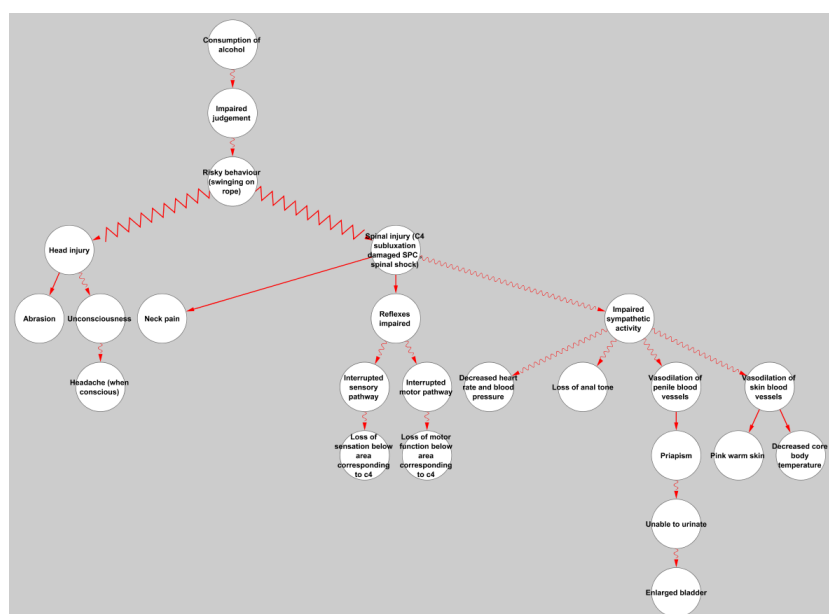 Consumption of
alcohol
Impaired
judgement
Risky behaviour
(swinging on
rope)
Head injury
Spinal injury (C4
subluxation
damaged SPC
spinal shock)
Abrasion
Unconsciousness
Neck pain
Reflexes
impaired
Impaired
sympathetic
activity
Headache (when
conscious)
Interrupted
sensory
pathway
Interrupted
motor pathway
Decreased heart
rate and blood
pressure
Loss of anal tone
Vasodilation of
penile blood
vessels
Vasodilation of
skin blood
vessels
Loss of
sensation below
area
corresponding
to c4
Loss of motor
function below
area
corresponding
to c4
Priapism
Pink warm skin
Decreased core
body
temperature
Unable to urinate
Enlarged bladder